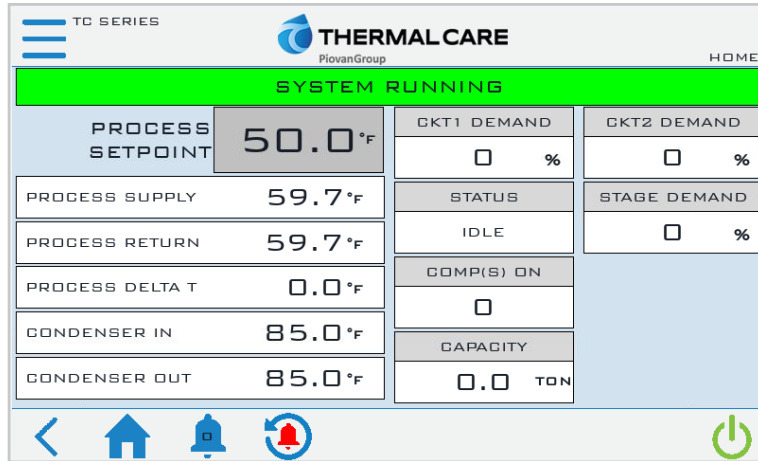 TC SERIES
THERMALCARE
PiovanGroup
HOME
SYSTEM RUNNING
PROCESS
SETPOINT
50.0°F
CKT1 DEMAND
0 %
CKT2 DEMAND
0 %
PROCESS SUPPLY 59.7°F
STATUS
IDLE
STAGE DEMAND
0 %
PROCESS RETURN 59.7°F
PROCESS DELTA T 0.0°F
COMP(S) ON
0
CONDENSER IN 85.0°F
CAPACITY
0.0 TON
CONDENSER OUT 85.0°F
0